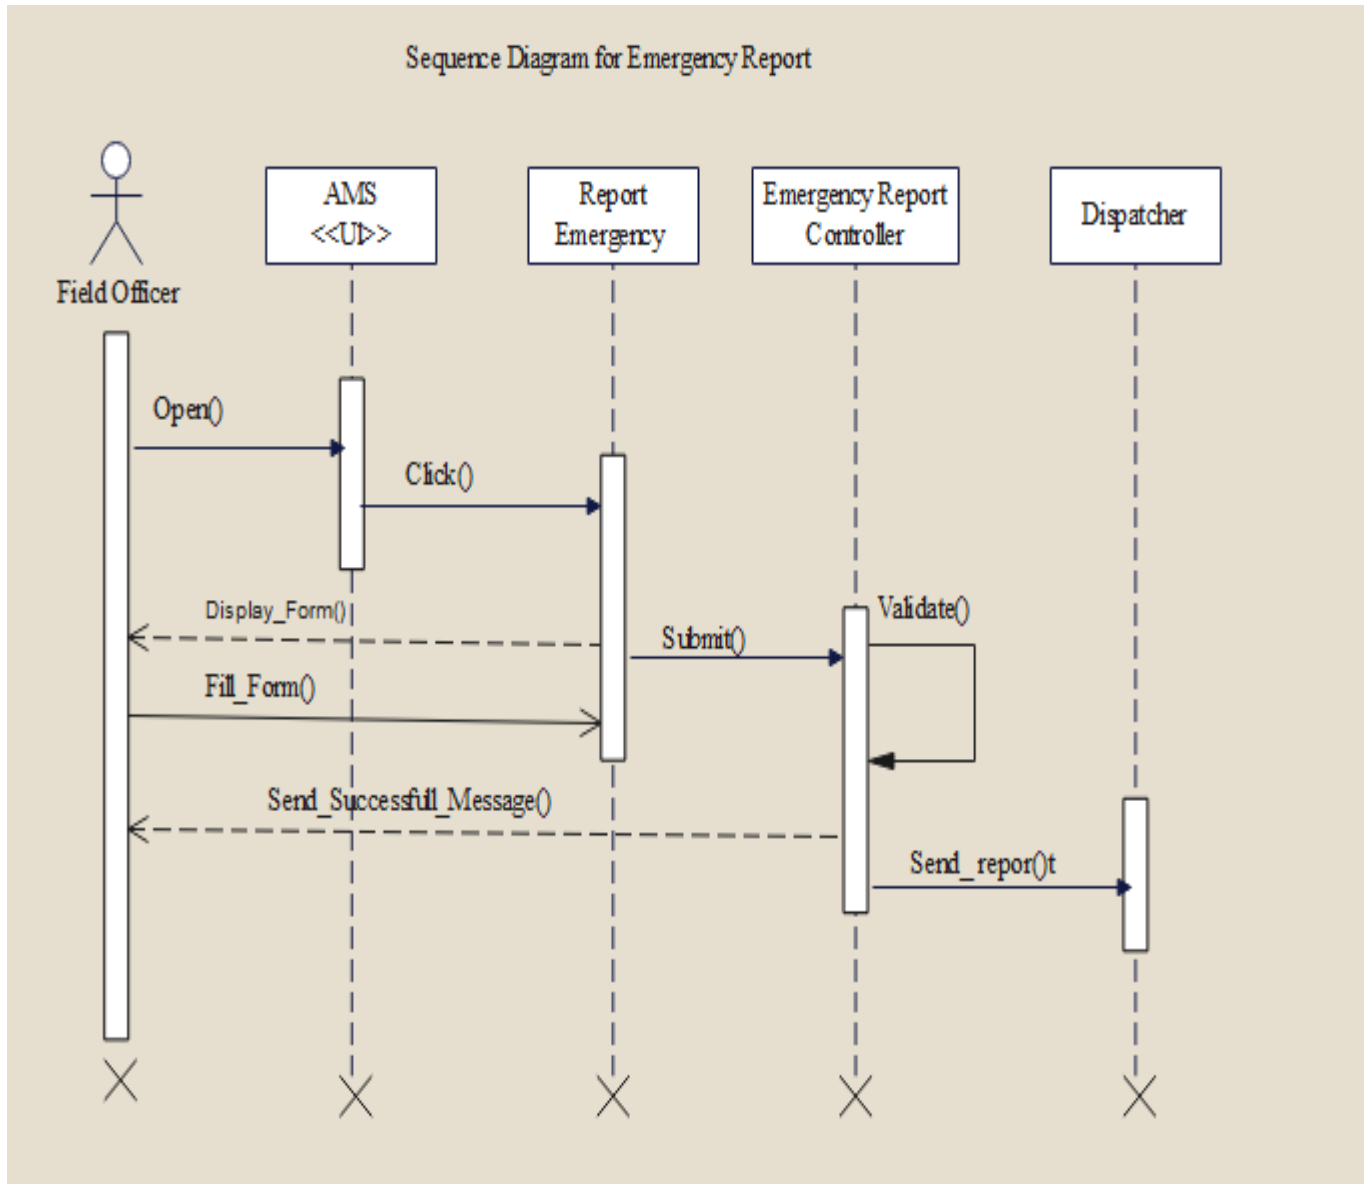 Sequence Diagram for Emergency Report
AMS
<<UI>>
Report
Emergency
Emergency Report
Controller
Dispatcher
Field Officer
Open()
Click()
Display_Form()
Validate()
Submit()
Fill_Form()
Send_Successfull_Message()
Send_repor()t